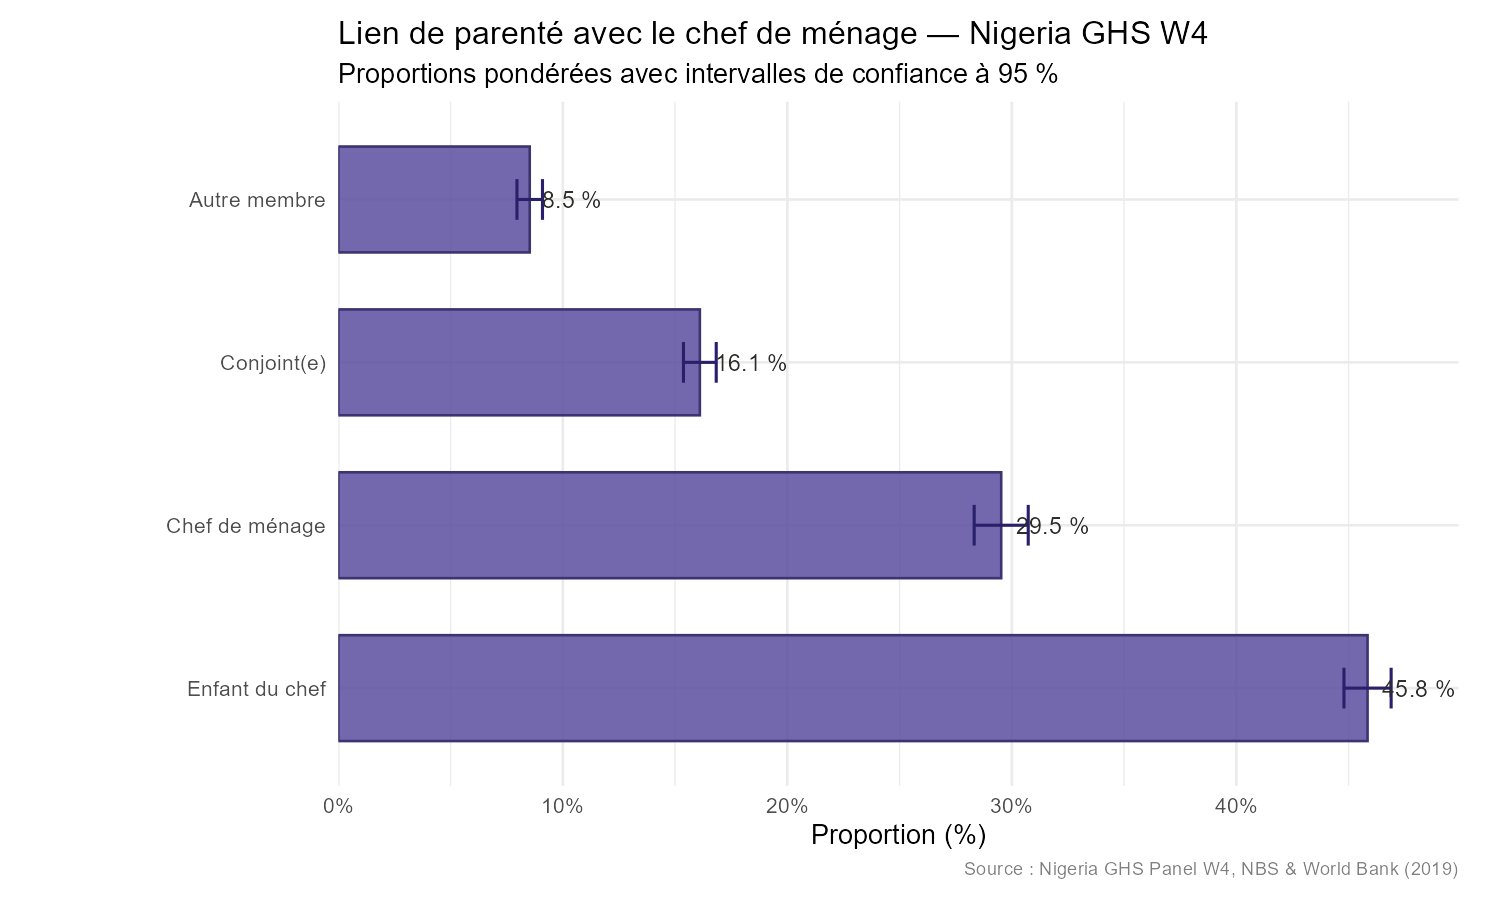 Lien de parenté avec le chef de ménage — Nigeria GHS W4
Proportions pondérées avec intervalles de confiance à 95 %
Autre membre
8.5 %
Conjoint(e)
16.1 %
Chef de ménage
29.5 %
Enfant du chef
45.8 %
0% 10% 20% 30% 40%
Proportion (%)
Source : Nigeria GHS Panel W4, NBS & World Bank (2019)